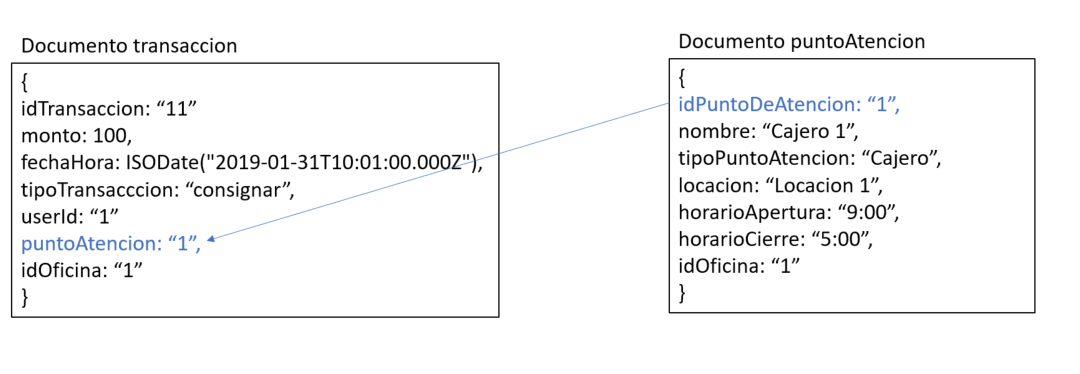 Documento transaccion
{
idTransaccion: “11”
monto: 100,
fechaHora: ISODate("2019-01-31T10:01:00.000Z"),
tipoTransacccion: “consignar”,
userId: “1”
puntoAtencion: “1”,
idOficina: “1”
}
Documento puntoAtencion
{
idPuntoDeAtencion: “1”,
nombre: “Cajero 1”,
tipoPuntoAtencion: “Cajero”,
locacion: “Locacion 1”,
horarioApertura: “9:00”,
horarioCierre: “5:00”,
idOficina: “1”
}